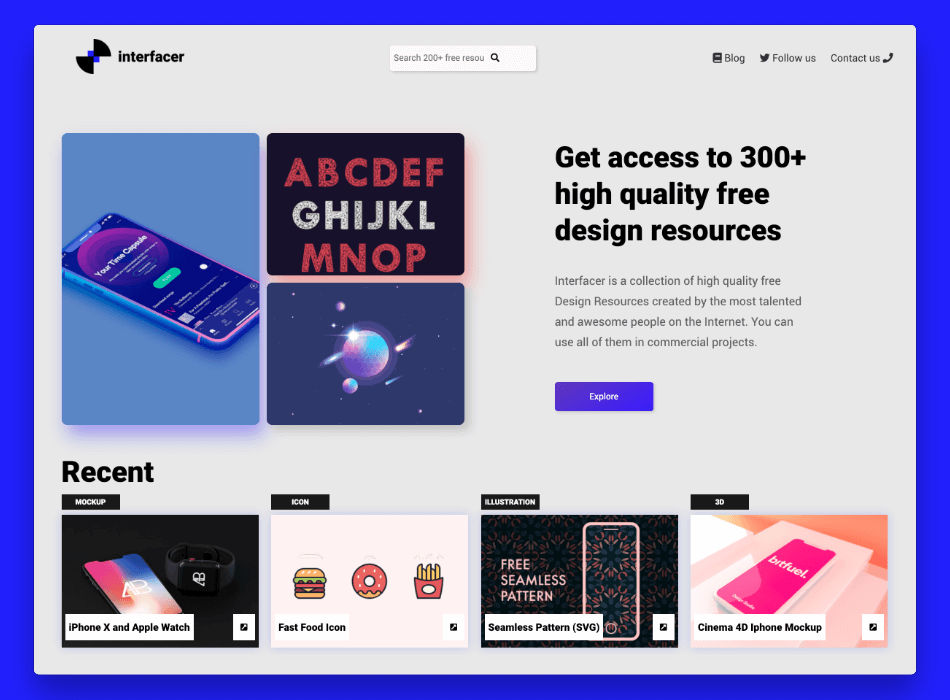 interfacer
Search 200+ free resou
Blog
Follow us
Contact us
Your Time Capsule
ABCDEF
GHIJKL
MNOP
Get access to 300+
high quality free
design resources
Interfacer is a collection of high quality free
Design Resources created by the most talented
and awesome people on the Internet. You can
use all of them in commercial projects.
Explore
Recent
MOCKUP
ICON
ILLUSTRATION
3D
FREE
SEAMLESS
PATTERN
bitfuel.
iPhone X and Apple Watch
Fast Food Icon
Seamless Pattern (SVG)
Cinema 4D Iphone Mockup